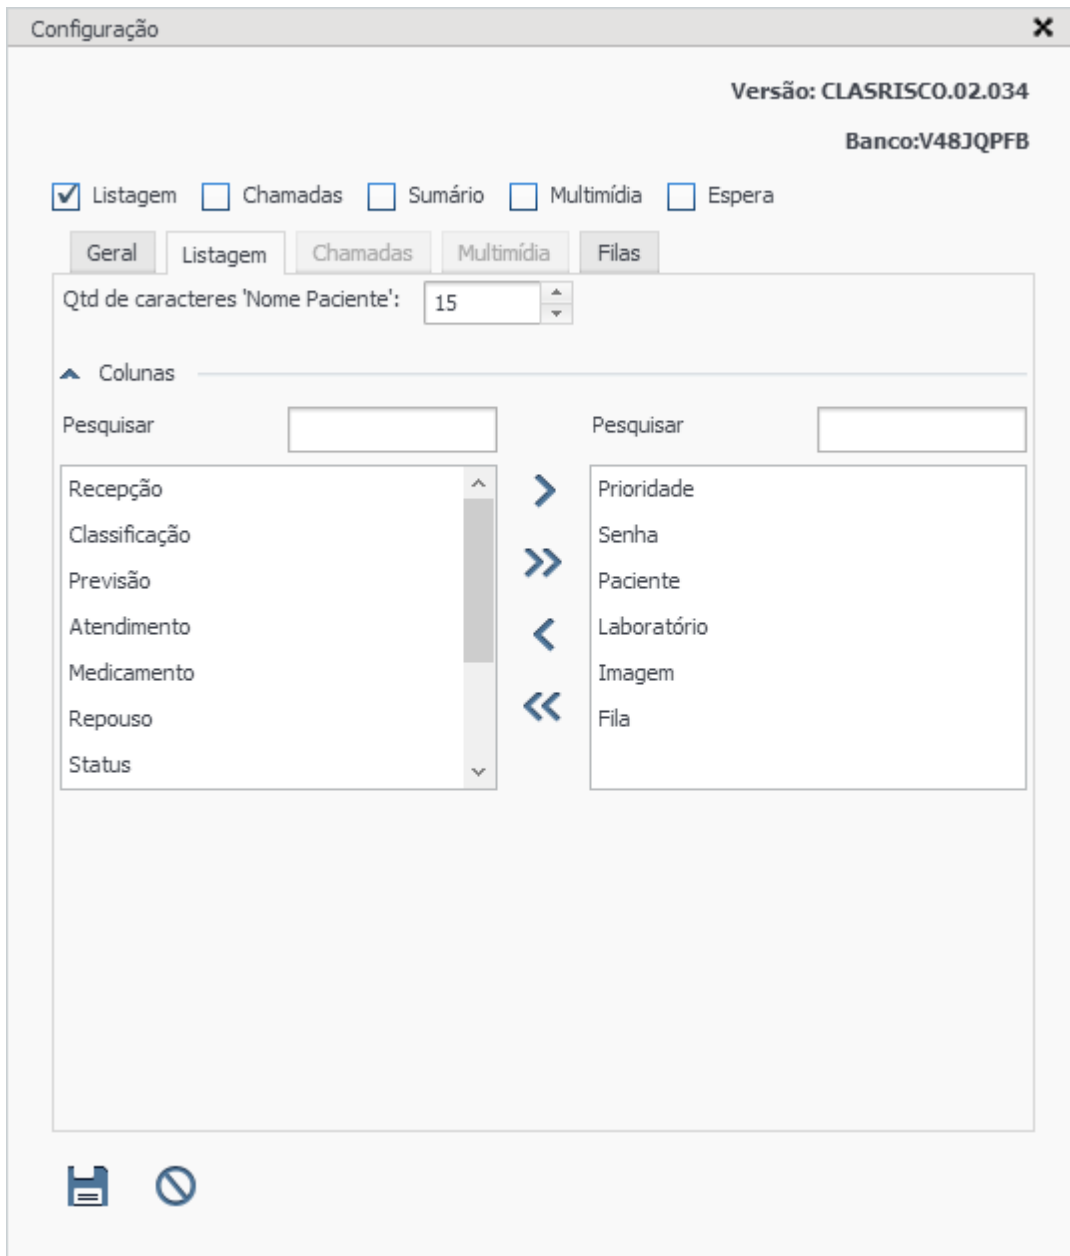 Configuração
Versão: CLASRISCO.02.034
Banco:V48JQPFB
Listagem Chamadas Sumário Multimídia Espera
Geral Listagem Chamadas Multimídia Filas
Qtd de caracteres 'Nome Paciente': 15
Colunas
Pesquisar Pesquisar
Recepção Prioridade
Classificação Senha
Previsão Paciente
Atendimento Laboratório
Medicamento Imagem
Repouso Fila
Status